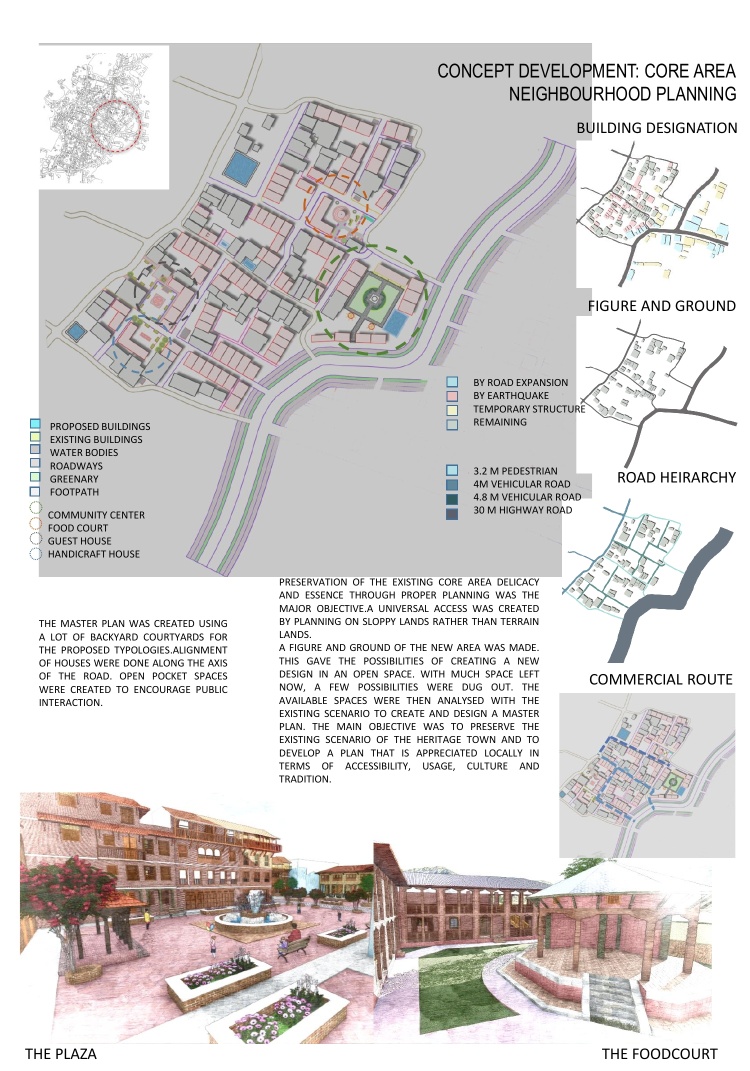 CONCEPT DEVELOPMENT: CORE AREA
NEIGHBOURHOOD PLANNING
BUILDING DESIGNATION
FIGURE AND GROUND
BY ROAD EXPANSION
BY EARTHQUAKE
TEMPORARY STRUCTURE
REMAINING
PROPOSED BUILDINGS
EXISTING BUILDINGS
WATER BODIES
ROADWAYS
GREENARY
FOOTPATH
COMMUNITY CENTER
FOOD COURT
GUEST HOUSE
HANDICRAFT HOUSE
3.2 M PEDESTRIAN
4M VEHICULAR ROAD
4.8 M VEHICULAR ROAD
30 M HIGHWAY ROAD
ROAD HEIRARCHY
THE MASTER PLAN WAS CREATED USING
A LOT OF BACKYARD COURTYARDS FOR
THE PROPOSED TYPOLOGIES.ALIGNMENT
OF HOUSES WERE DONE ALONG THE AXIS
OF THE ROAD. OPEN POCKET SPACES
WERE CREATED TO ENCOURAGE PUBLIC
INTERACTION.
PRESERVATION OF THE EXISTING CORE AREA DELICACY
AND ESSENCE THROUGH PROPER PLANNING WAS THE
MAJOR OBJECTIVE.A UNIVERSAL ACCESS WAS CREATED
BY PLANNING ON SLOPPY LANDS RATHER THAN TERRAIN
LANDS.
A FIGURE AND GROUND OF THE NEW AREA WAS MADE.
THIS GAVE THE POSSIBILITIES OF CREATING A NEW
DESIGN IN AN OPEN SPACE. WITH MUCH SPACE LEFT
NOW, A FEW POSSIBILITIES WERE DUG OUT. THE
AVAILABLE SPACES WERE THEN ANALYSED WITH THE
EXISTING SCENARIO TO CREATE AND DESIGN A MASTER
PLAN. THE MAIN OBJECTIVE WAS TO PRESERVE THE
EXISTING SCENARIO OF THE HERITAGE TOWN AND TO
DEVELOP A PLAN THAT IS APPRECIATED LOCALLY IN
TERMS OF ACCESSIBILITY, USAGE, CULTURE AND
TRADITION.
COMMERCIAL ROUTE
THE PLAZA
THE FOODCOURT